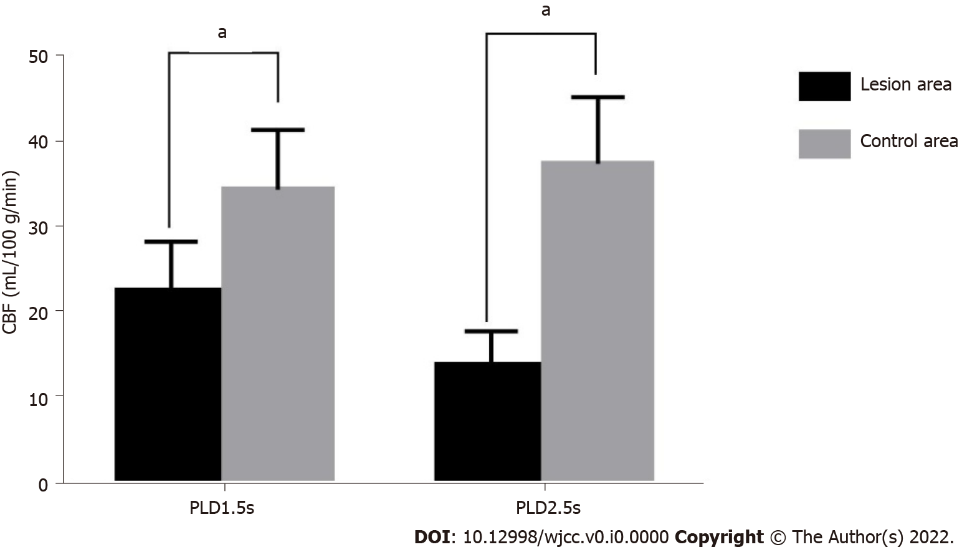 a
a
50
40
30
20
10
0
CBF (mL/100 g/min)
PLD1.5s
PLD2.5s
Lesion area
Control area
DOI: 10.12998/wjcc.v0.i0.0000 Copyright © The Author(s) 2022.